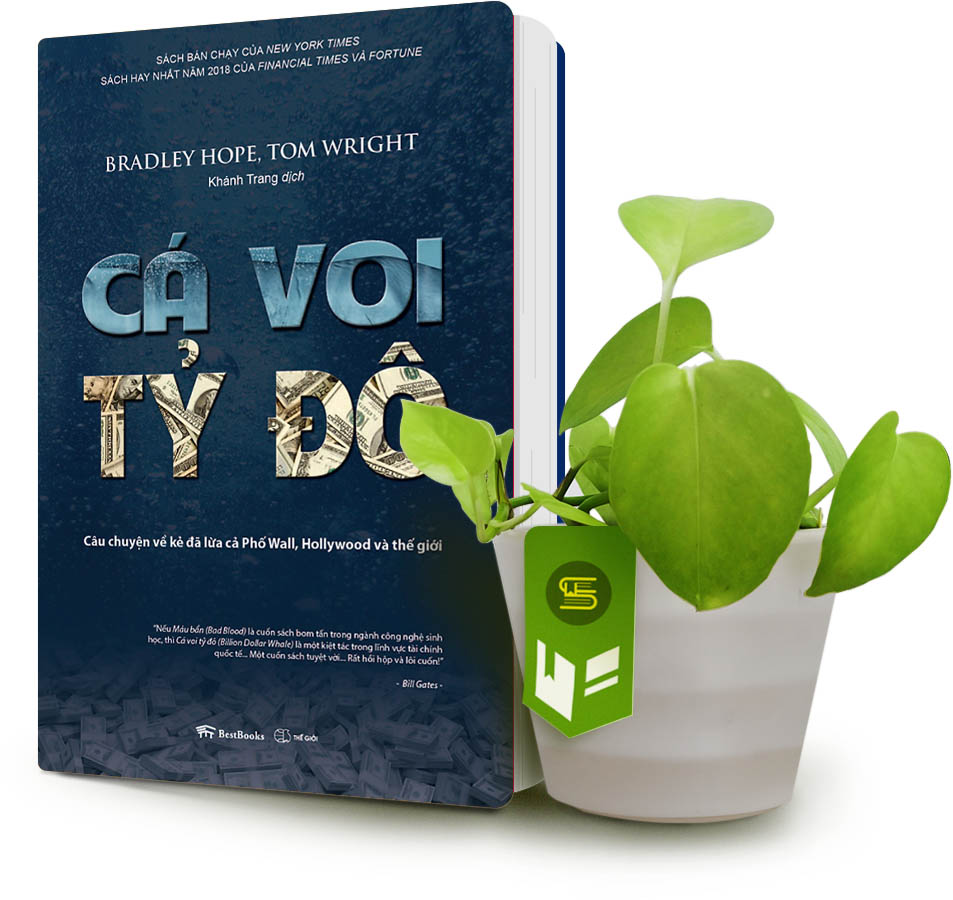 SÁCH BÁN CHẠY CỦA NEW YORK TIMES
SÁCH HAY NHẤT NĂM 2018 CỦA FINANCIAL TIMES VÀ FORTUNE
BRADLEY HOPE, TOM WRIGHT
Khánh Trang dịch
CÁ VOI
TỶ ĐÔ
Câu chuyện về kẻ đã lừa cả Phố Wall, Hollywood và thế giới
"Nếu Máu bẩn (Bad Blood) là cuốn sách bom tấn trong ngành công nghệ sinh
học, thì Cá voi tỷ đô (Billion Dollar Whale) là một kiệt tác trong lĩnh vực tài chính
quốc tế... Một cuốn sách tuyệt vời... Rất hồi hộp và lôi cuốn!"
- Bill Gates -
BestBooks
THẾ GIỚI